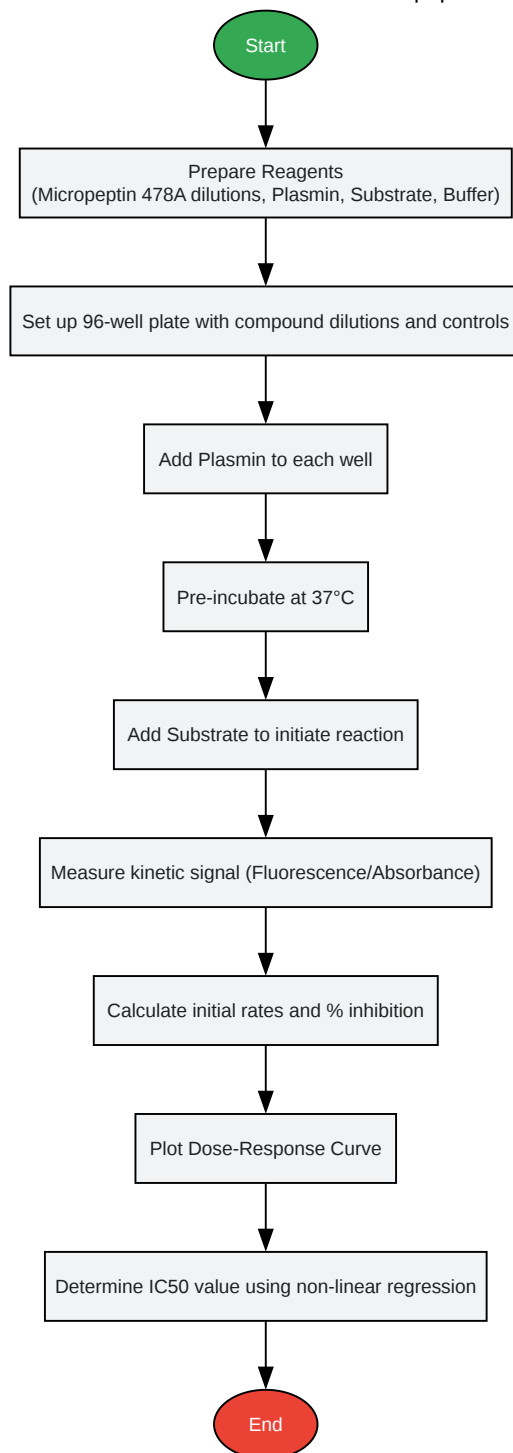 Start
Prepare Reagents
(Micropeptin 478A dilutions, Plasmin, Substrate, Buffer)
Set up 96-well plate with compound dilutions and controls
Add Plasmin to each well
Pre-incubate at 37°C
Add Substrate to initiate reaction
Measure kinetic signal (Fluorescence/Absorbance)
Calculate initial rates and % inhibition
Plot Dose-Response Curve
Determine IC50 value using non-linear regression
End